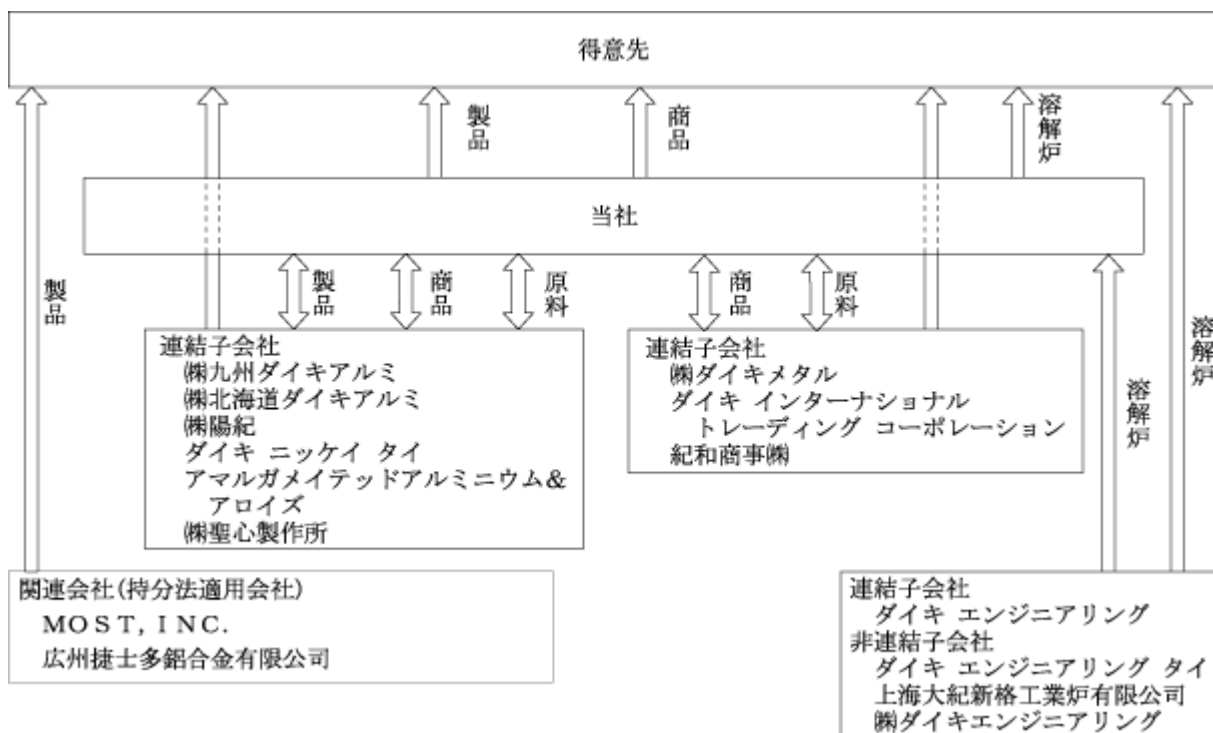 得意先
製品
商品
溶解炉
当社
製品
製品
商品
原料
商品
原料
溶解炉
溶解炉
連結子会社
㈱九州ダイキアルミ
㈱北海道ダイキアルミ
㈱陽紀
ダイキ ニッケイ タイ
アマルガメイテッドアルミニウム&
アロイズ
㈱聖心製作所
連結子会社
㈱ダイキメタル
ダイキ インターナショナル
トレーディング コーポレーション
紀和商事㈱
関連会社(持分法適用会社)
ＭＯＳＴ, ＩＮＣ.
広州捷士多鋁合金有限公司
連結子会社
ダイキ エンジニアリング
非連結子会社
ダイキ エンジニアリング タイ
上海大紀新格工業炉有限公司
㈱ダイキエンジニアリング